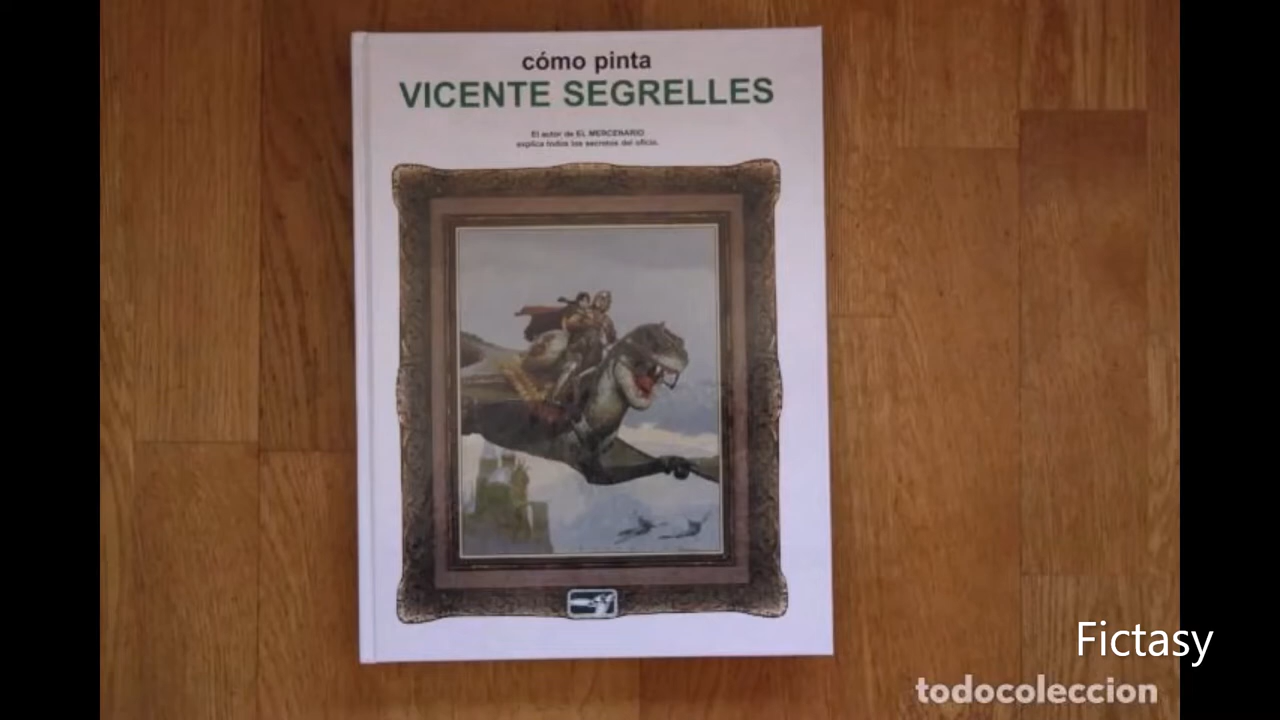 cómo pinta
VICENTE SEGRELLES
El autor de EL MERCENARIO
explica todos los secretos del oficio.
Fictasy
todocoleccion